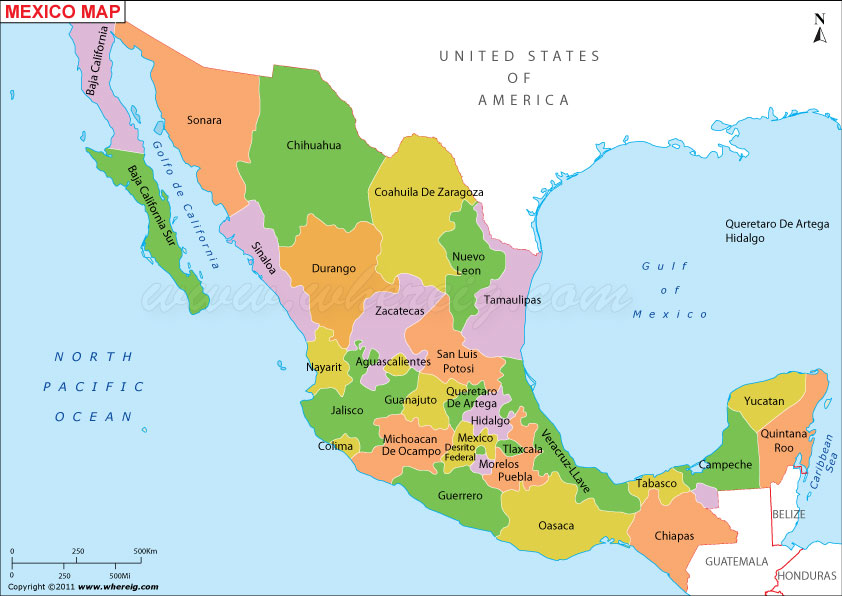 MEXICO MAP
N
UNITED STATES
OF
AMERICA
Baja California
Sonara
Chihuahua
Golfo de California
Coahuila De Zaragoza
Baja California Sur
Queretaro De Artega
Hidalgo
Sinaloa
Nuevo
Leon
Durango
Gulf
of
Mexico
Tamaulipas
www.whereig.com
Zacatecas
NORTH
PACIFIC
OCEAN
San Luis
Potosi
Nayarit
Aguascalientes
Queretaro
De Artega
Guanajuto
Yucatan
Jalisco
Hidalgo
Quintana
Roo
Caribbean
Sea
Colima
Michoacan
De Ocampo
Mexico
Desrito
Federal
Tlaxcala
Veracruz-LLave
Campeche
Morelos
Puebla
Tabasco
Guerrero
Oasaca
Chiapas
BELIZE
GUATEMALA
HONDURAS
0 250 500Km
0 250 500Mi
Copyright ©2011 www.whereig.com